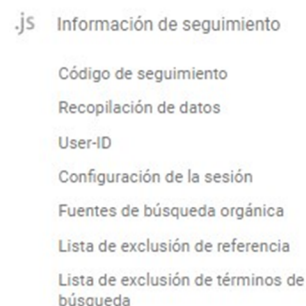 .js Información de seguimiento
Código de seguimiento
Recopilación de datos
User-ID
Configuración de la sesión
Fuentes de búsqueda orgánica
Lista de exclusión de referencia
Lista de exclusión de términos de
búsqueda